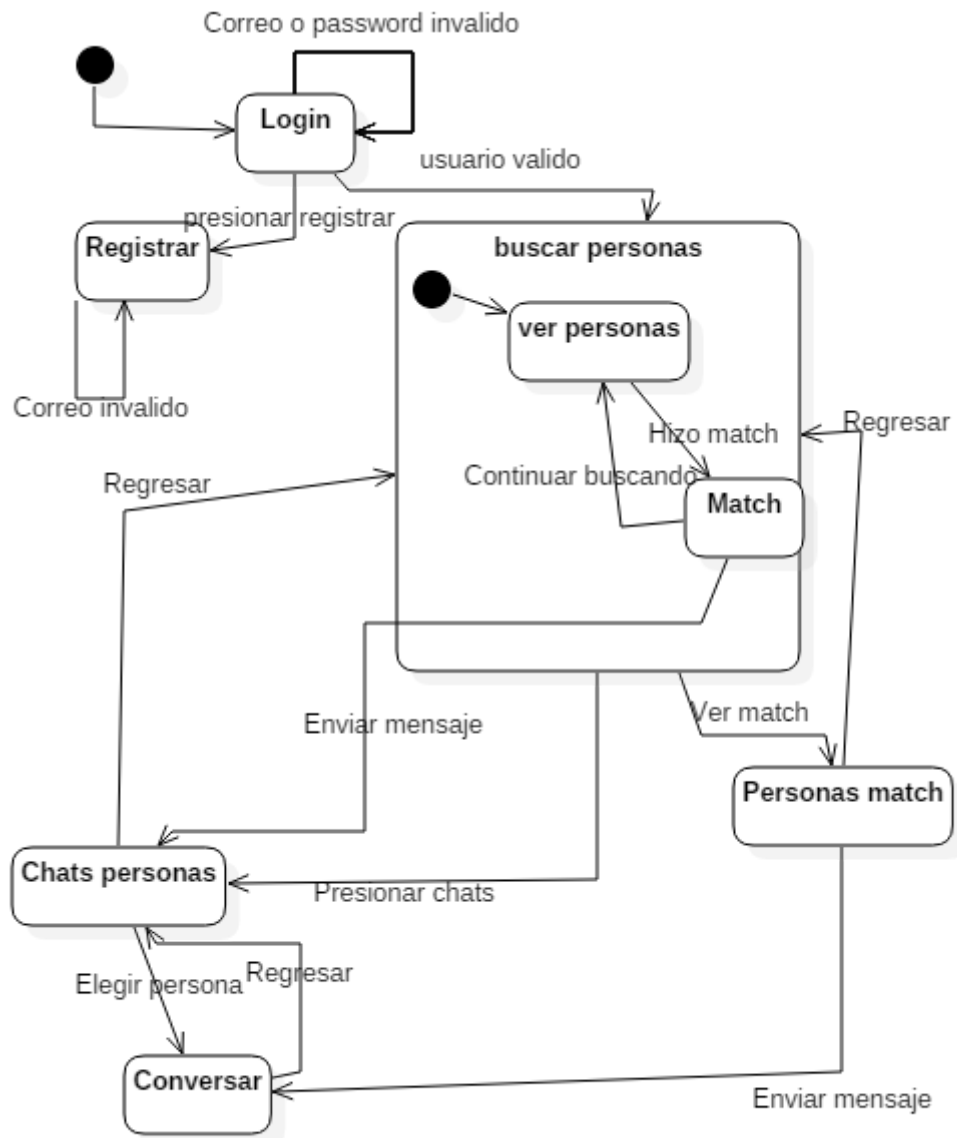 Correo o password invalido
Login
usuario valido
presionar registrar
Registrar
buscar personas
ver personas
Correo invalido
Hizo match
Regresar
Continuar buscando
Regresar
Match
Ver match
Enviar mensaje
Personas match
Chats personas
Presionar chats
Regresar
Elegir persona
Conversar
Enviar mensaje